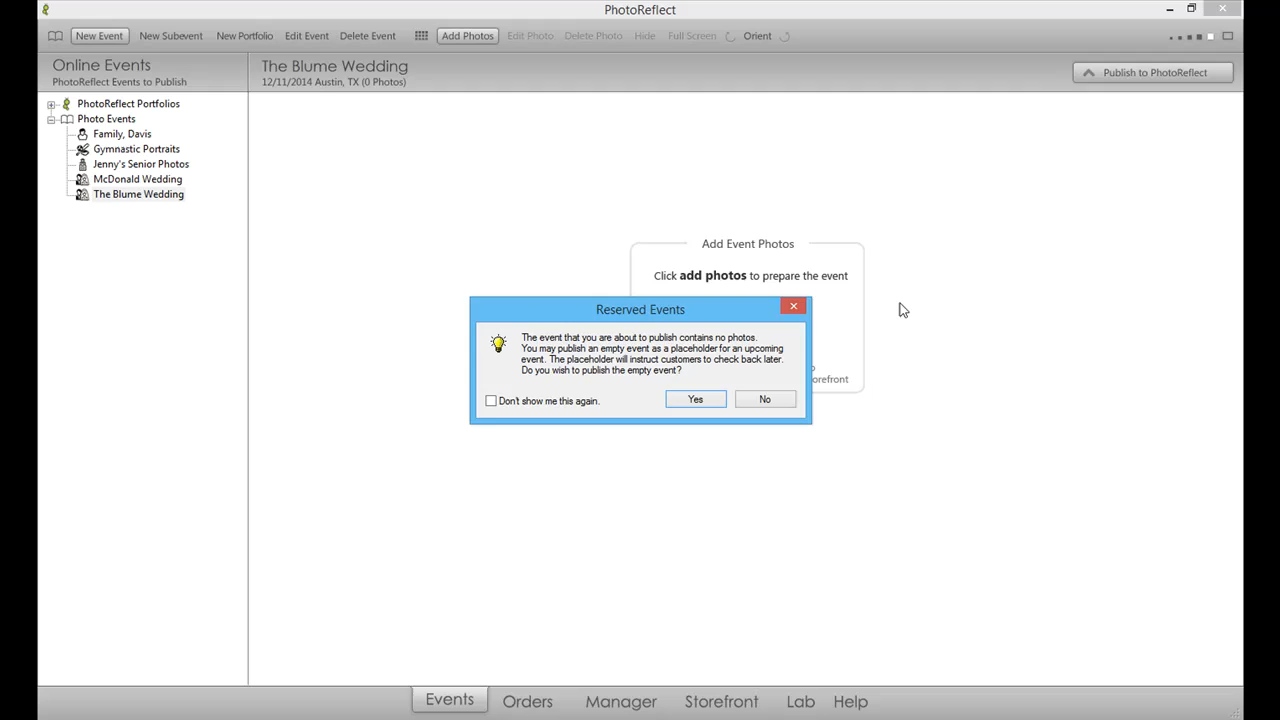 PhotoReflect
New Event New Subevent New Portfolio Edit Event Delete Event Add Photos Edit Photo Delete Photo Hide Full Screen Orient
Online Events
PhotoReflect Events to Publish
The Blume Wedding
12/11/2014 Austin, TX (0 Photos)
Publish to PhotoReflect
PhotoReflect Portfolios
Photo Events
Family, Davis
Gymnastic Portraits
Jenny's Senior Photos
McDonald Wedding
The Blume Wedding
Add Event Photos
Click add photos to prepare the event
Reserved Events
The event that you are about to publish contains no photos.
You may publish an empty event as a placeholder for an upcoming
event. The placeholder will instruct customers to check back later.
Do you wish to publish the empty event?
Don't show me this again.
Yes
No
orefront
Events Orders Manager Storefront Lab Help